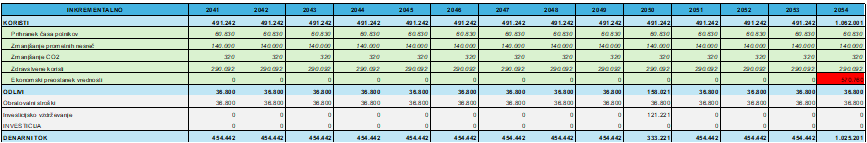 INKREMENTALNO 2041 2042 2043 2044 2045 2046 2047 2048 2049 2050 2051 2052 2053 2054
KORISTI 491.242 491.242 491.242 491.242 491.242 491.242 491.242 491.242 491.242 491.242 491.242 491.242 491.242 1.062.001
Prihranek časa potnikov 60.830 60.830 60.830 60.830 60.830 60.830 60.830 60.830 60.830 60.830 60.830 60.830 60.830 60.830
Zmanjšanje prometnih nesreč 140.000 140.000 140.000 140.000 140.000 140.000 140.000 140.000 140.000 140.000 140.000 140.000 140.000 140.000
Zmanjšanje CO2 320 320 320 320 320 320 320 320 320 320 320 320 320 320
Zdravstvene koristi 290.092 290.092 290.092 290.092 290.092 290.092 290.092 290.092 290.092 290.092 290.092 290.092 290.092 290.092
Ekonomski preostanek vrednosti 0 0 0 0 0 0 0 0 0 0 0 0 0
ODLIVI 36.800 36.800 36.800 36.800 36.800 36.800 36.800 36.800 36.800 158.021 36.800 36.800 36.800 36.800
Obratovalni stroški 36.800 36.800 36.800 36.800 36.800 36.800 36.800 36.800 36.800 36.800 36.800 36.800 36.800 36.800
Investicijsko vzdrževanje 0 0 0 0 0 0 0 0 0 121.221 0 0 0 0
INVESTICIJA 0 0 0 0 0 0 0 0 0 0 0 0 0 0
DENARNI TOK 454.442 454.442 454.442 454.442 454.442 454.442 454.442 454.442 454.442 333.221 454.442 454.442 454.442 1.025.201